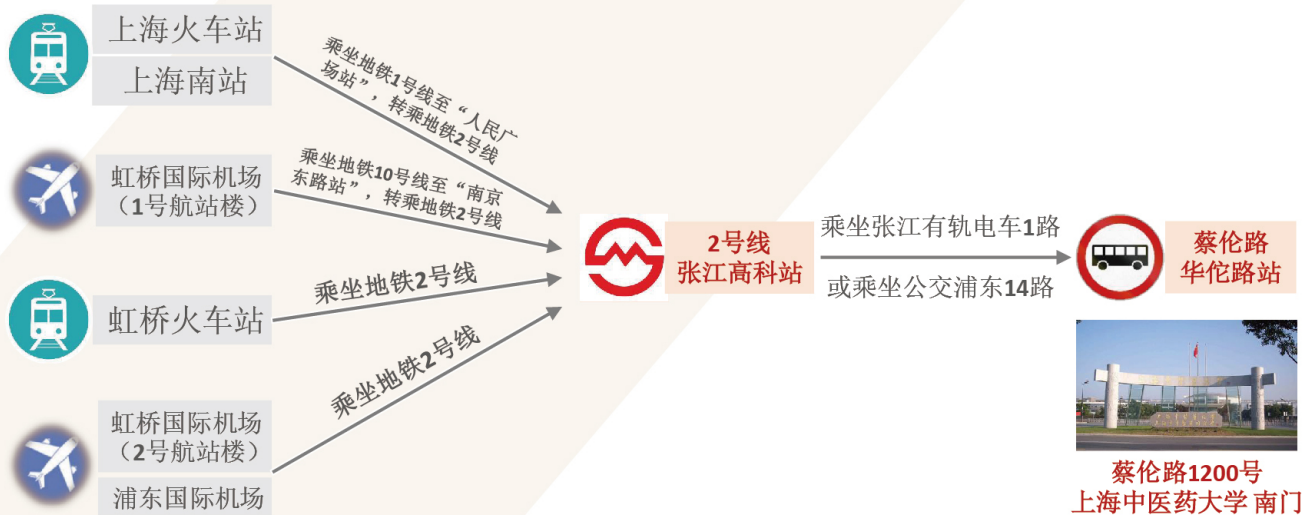 上海火车站
上海南站
乘坐地铁1号线至“人民广
场站”，转乘地铁2号线
虹桥国际机场
（1号航站楼）
乘坐地铁10号线至“南京
东路站”，转乘地铁2号线
虹桥火车站
乘坐地铁2号线
虹桥国际机场
（2号航站楼）
浦东国际机场
乘坐地铁2号线
2号线
张江高科站
乘坐张江有轨电车1路
或乘坐公交浦东14路
蔡伦路
华佗路站
蔡伦路1200号
上海中医药大学 南门